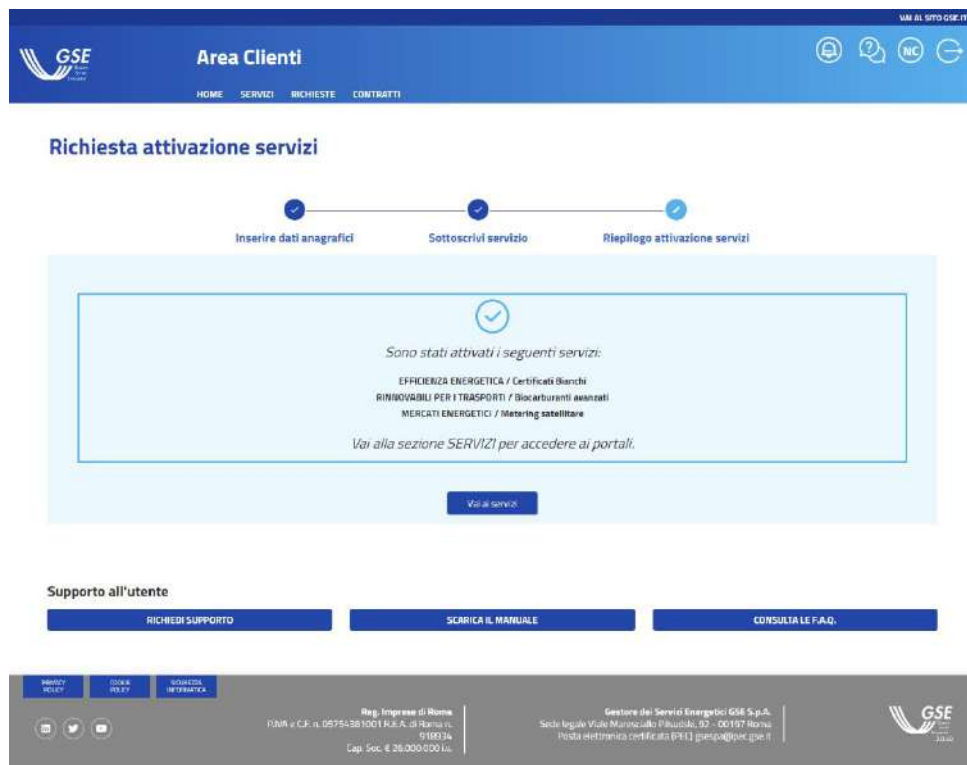 VAI AL SITO GSE.IT
GSE
Area Clienti
NC
HOME SERVIZI RICHIESTE CONTRATTI
Richiesta attivazione servizi
Inserire dati anagrafici
Sottoscrivi servizio
Riepilogo attivazione servizi
Sono stati attivati i seguenti servizi:
EFFICIENZA ENERGETICA / Certificati Bianchi
RINNOVABILI PER I TRASPORTI / Biocarburanti avanzati
MERCATI ENERGETICI / Metering satellitare
Vai alla sezione SERVIZI per accedere ai portali.
Vai ai servizi
Supporto all'utente
RICHIEDI SUPPORTO
SCARICA IL MANUALE
CONSULTA LE F.A.Q.
PRIVACY
POLICY
COOKIE
POLICY
SICUREZZA
INFORMATICA
Reg. Imprese di Roma
P.IVA e C.F. n. 05754381001 R.E.A. di Roma n.
918934
Cap. Soc. € 26.000.000 i.v.
Gestore dei Servizi Energetici GSE S.p.A.
Sede legale Viale Maresciallo Pilsudski, 92 - 00197 Roma
Posta elettronica certificata (PEC) gsespa@pec.gse.it
GSE